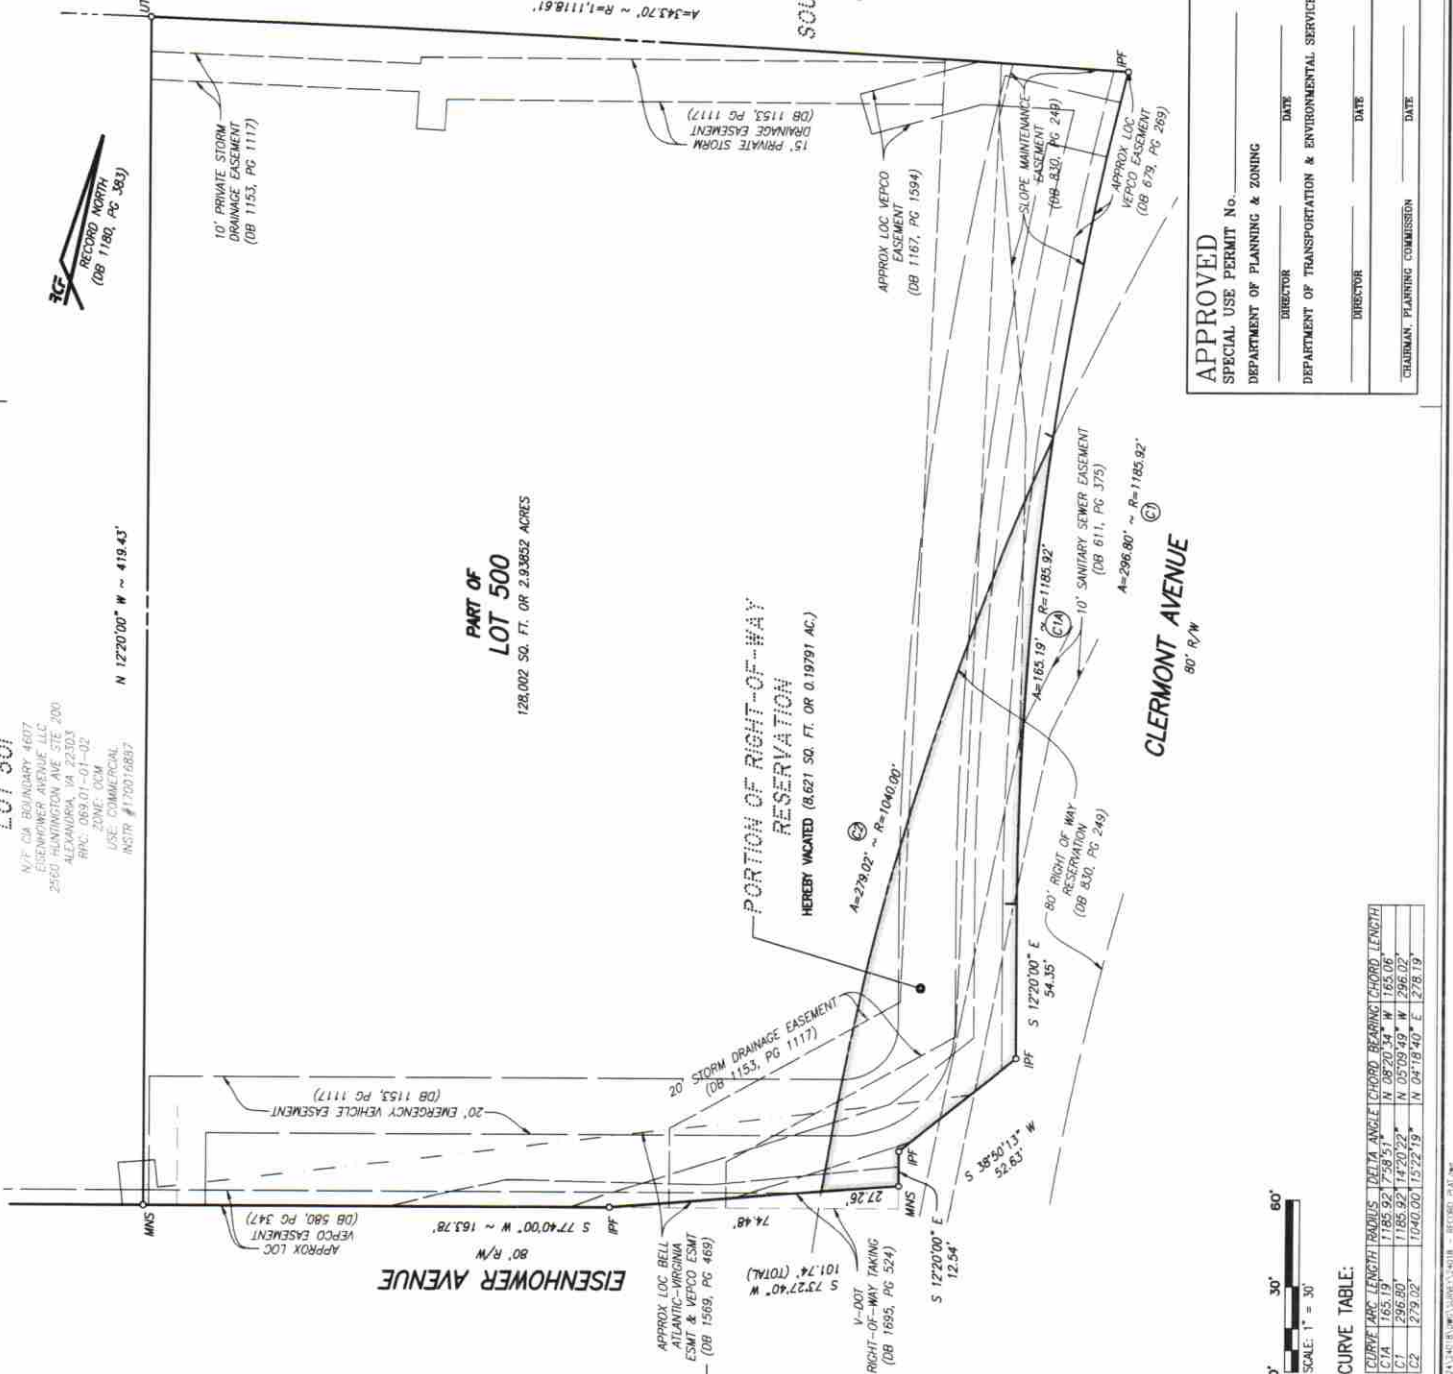 RCF
RECORD NORTH
(DB 1180, PG 383)
A=343.70' ~ R=1,1118.61'
10' PRIVATE STORM
DRAINAGE EASEMENT
(DB 1153, PG 1117)
15' PRIVATE STORM
DRAINAGE EASEMENT
(DB 1153, PG 1117)
APPROX LOC VEPCO
EASEMENT
(DB 1167, PG 1594)
SLOPE MAINTENANCE
EASEMENT
(DB 830, PG 249)
IPF
APPROX LOC
VEPCO EASEMENT
(DB 679, PG 269)
N/F CIA BOUNDARY 4607
EISENHOWER AVENUE LLC
2560 HUNTINGTON AVE STE 200
ALEXANDRIA, VA 22303
RPC: 069.01-01-02
ZONE: OCM
USE: COMMERCIAL
INSTR #170016887
N 12°20'00" W ~ 419.43'
PART OF
LOT 500
128,002 SQ. FT. OR 2.93852 ACRES
PORTION OF RIGHT-OF-WAY
RESERVATION
HEREBY VACATED (8,621 SQ. FT. OR 0.19791 AC.)
A=279.02' ~ R=1040.00'
C2
A=165.19' ~ R=1185.92'
C1A
10' SANITARY SEWER EASEMENT
(DB 611, PG 375)
A=296.80' ~ R=1185.92'
C1
CLERMONT AVENUE
80' R/W
80' RIGHT OF WAY
RESERVATION
(DB 830, PG 249)
S 12°20'00" E
54.35'
IPF
S 38°50'13" W
52.63'
IPF
MNS
S 12°20'00" E
12.54'
27.26'
74.48'
S 73°27'40" W
101.74' (TOTAL)
V-DOT
RIGHT-OF-WAY TAKING
(DB 1695, PG 524)
20' STORM DRAINAGE EASEMENT
(DB 1153, PG 1117)
20' EMERGENCY VEHICLE EASEMENT
(DB 1153, PG 1117)
MNS
APPROX LOC
VEPCO EASEMENT
(DB 580, PG 347)
S 77°40'00" W ~ 163.78'
IPF
80' R/W
EISENHOWER AVENUE
APPROX LOC BELL
ATLANTIC-VIRGINIA
ESMT & VEPCO ESMT
(DB 1569, PG 469)
APPROVED
SPECIAL USE PERMIT No.
DEPARTMENT OF PLANNING & ZONING
DIRECTOR DATE
DEPARTMENT OF TRANSPORTATION & ENVIRONMENTAL SERVICE
DIRECTOR DATE
CHAIRMAN, PLANNING COMMISSION DATE
0' 30' 60'
SCALE: 1" = 30'
CURVE TABLE:
CURVE ARC LENGTH RADIUS DELTA ANGLE CHORD BEARING CHORD LENGTH
C1A 165.19' 1185.92' 7°58'51" N 08°20'34" W 165.06'
C1 296.80' 1185.92' 14°20'22" N 05°09'49" W 296.02'
C2 279.02' 1040.00' 15°22'19" N 04°18'40" E 278.19'